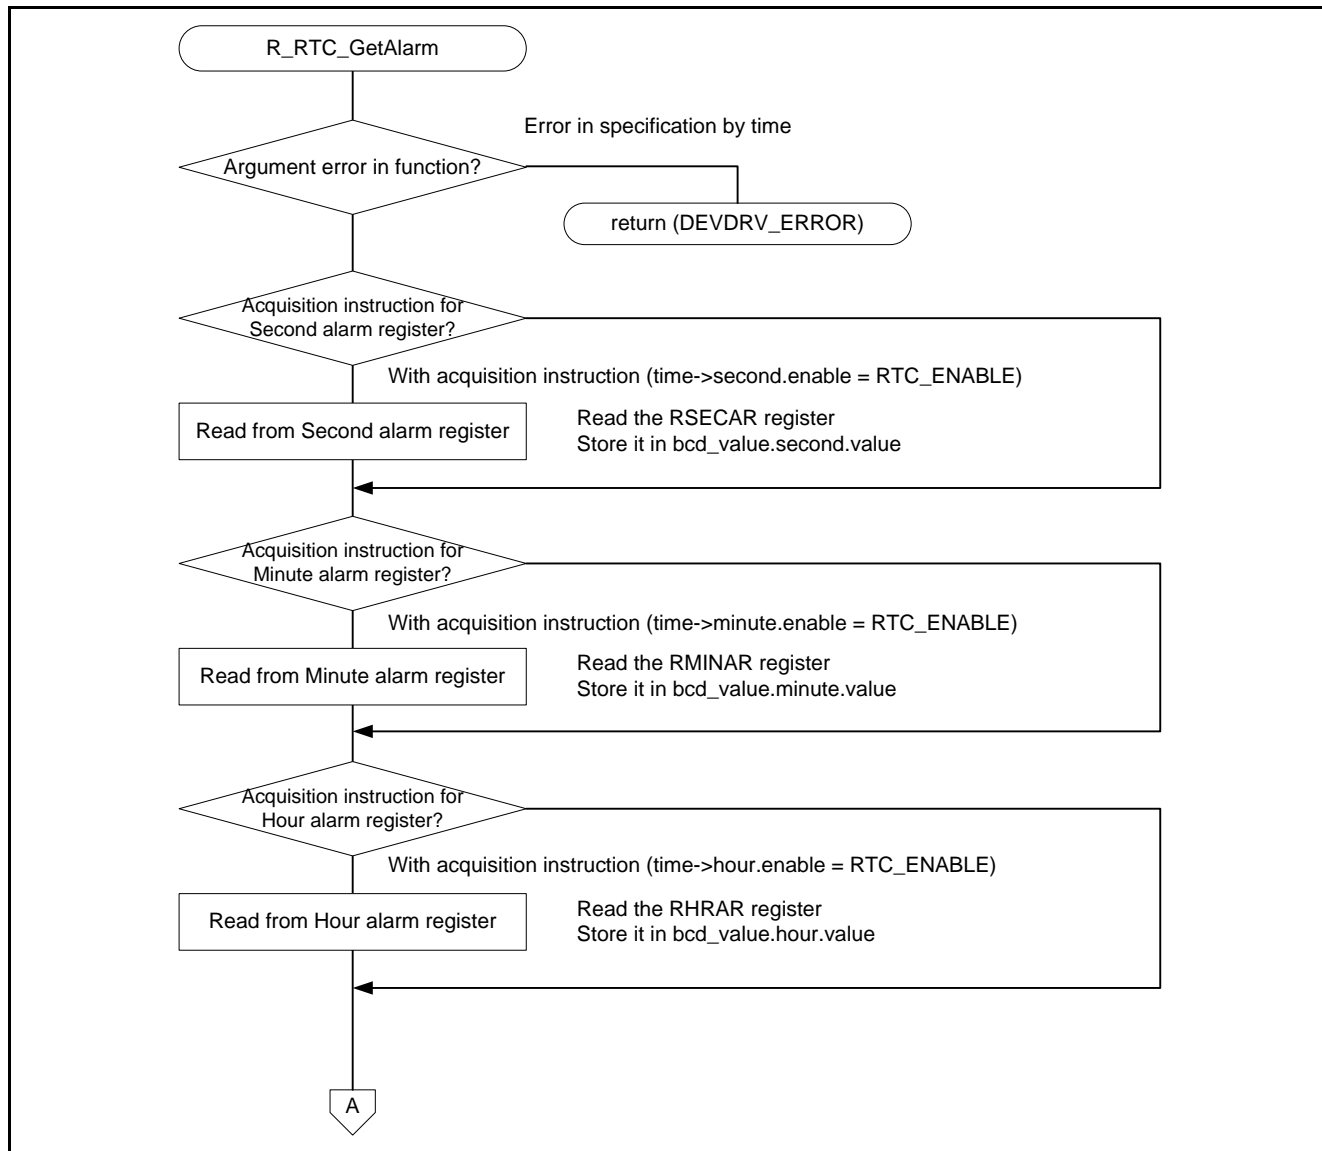 R_RTC_GetAlarm
Error in specification by time
Argument error in function?
return (DEVDRV_ERROR)
Acquisition instruction for
Second alarm register?
With acquisition instruction (time->second.enable = RTC_ENABLE)
Read from Second alarm register
Read the RSECAR register
Store it in bcd_value.second.value
Acquisition instruction for
Minute alarm register?
With acquisition instruction (time->minute.enable = RTC_ENABLE)
Read from Minute alarm register
Read the RMINAR register
Store it in bcd_value.minute.value
Acquisition instruction for
Hour alarm register?
With acquisition instruction (time->hour.enable = RTC_ENABLE)
Read from Hour alarm register
Read the RHRAR register
Store it in bcd_value.hour.value
A